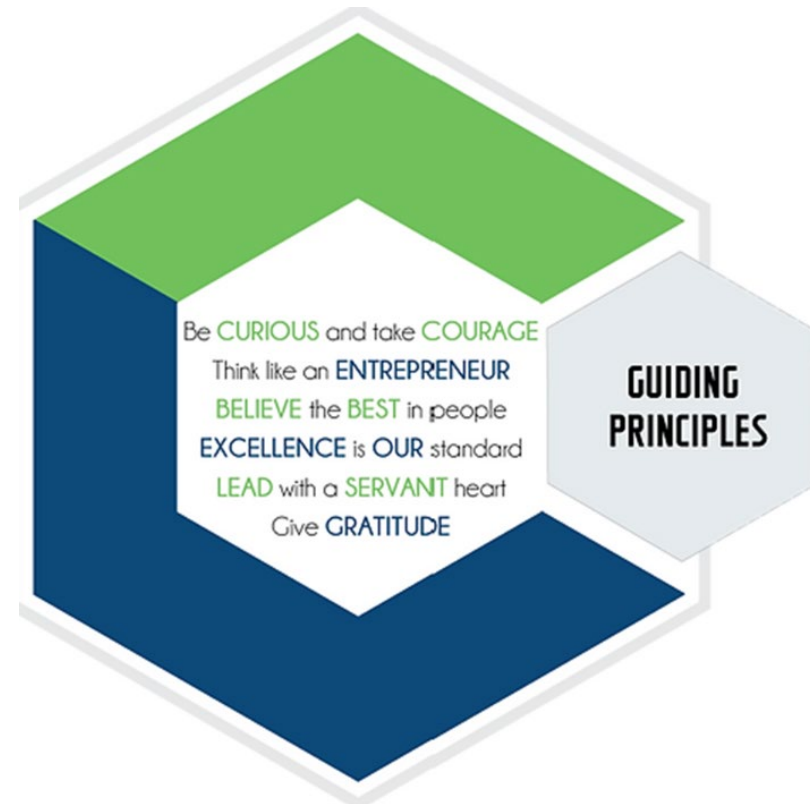 Be CURIOUS and take COURAGE
Think like an ENTREPRENEUR
BELIEVE the BEST in people
EXCELLENCE is OUR standard
LEAD with a SERVANT heart
Give GRATITUDE
GUIDING
PRINCIPLES